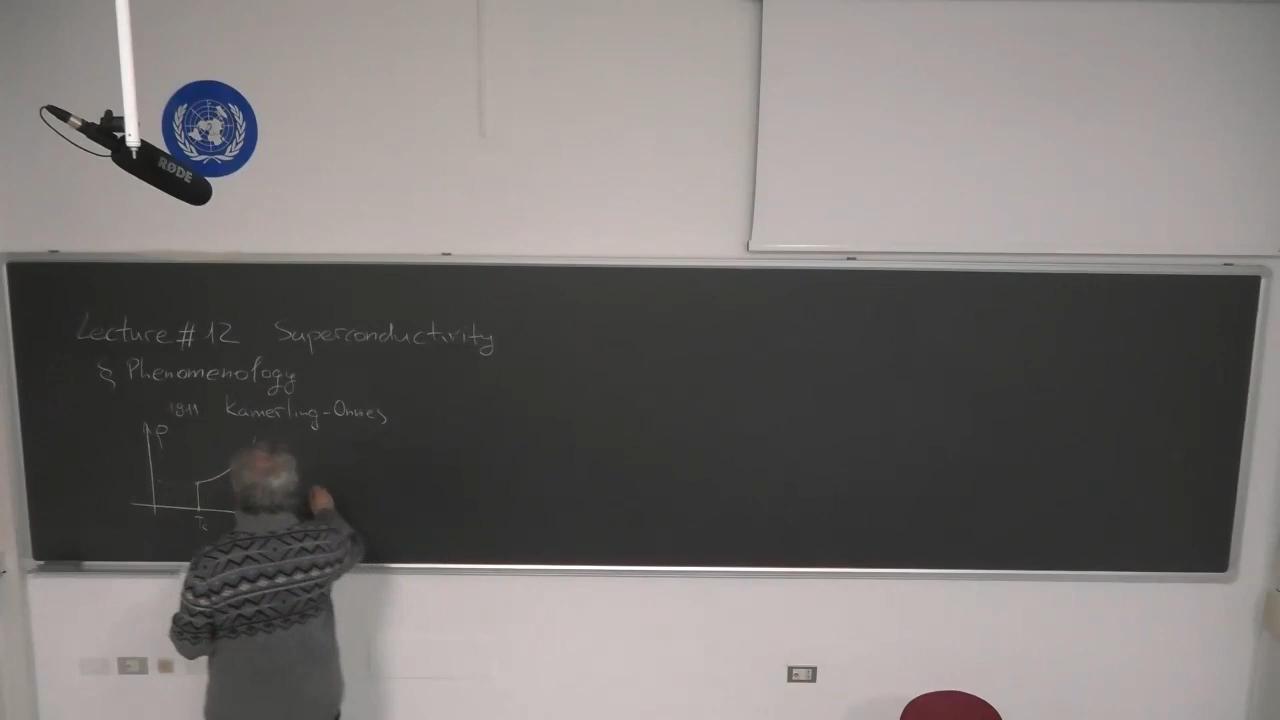 RØDE
Lecture # 12 Superconductivity
§ Phenomenology
1911 Kamerling-Onnes
ρ
Tc